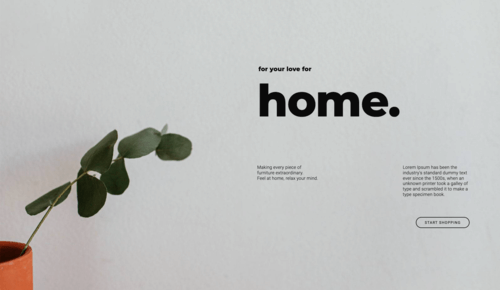 for your love for
home.
Making every piece of
furniture extraordinary.
Feel at home, relax your mind.
Lorem Ipsum has been the
industry's standard dummy text
ever since the 1500s, when an
unknown printer took a galley of
type and scrambled it to make a
type specimen book.
START SHOPPING